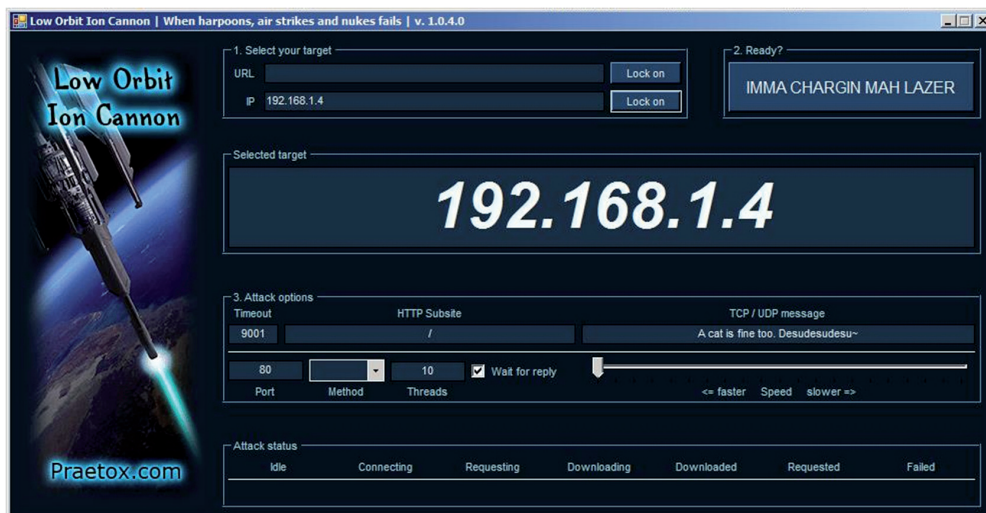 Low Orbit Ion Cannon | When harpoons, air strikes and nukes fails | v. 1.0.4.0
Low Orbit
Ion Cannon
Praetox.com
1. Select your target
URL
Lock on
IP
192.168.1.4
Lock on
2. Ready?
IMMA CHARGIN MAH LAZER
Selected target
192.168.1.4
3. Attack options
Timeout
HTTP Subsite
TCP / UDP message
9001
/
A cat is fine too. Desudesudesu~
80
10
Wait for reply
Port
Method
Threads
<= faster
Speed
slower =>
Attack status
Idle
Connecting
Requesting
Downloading
Downloaded
Requested
Failed